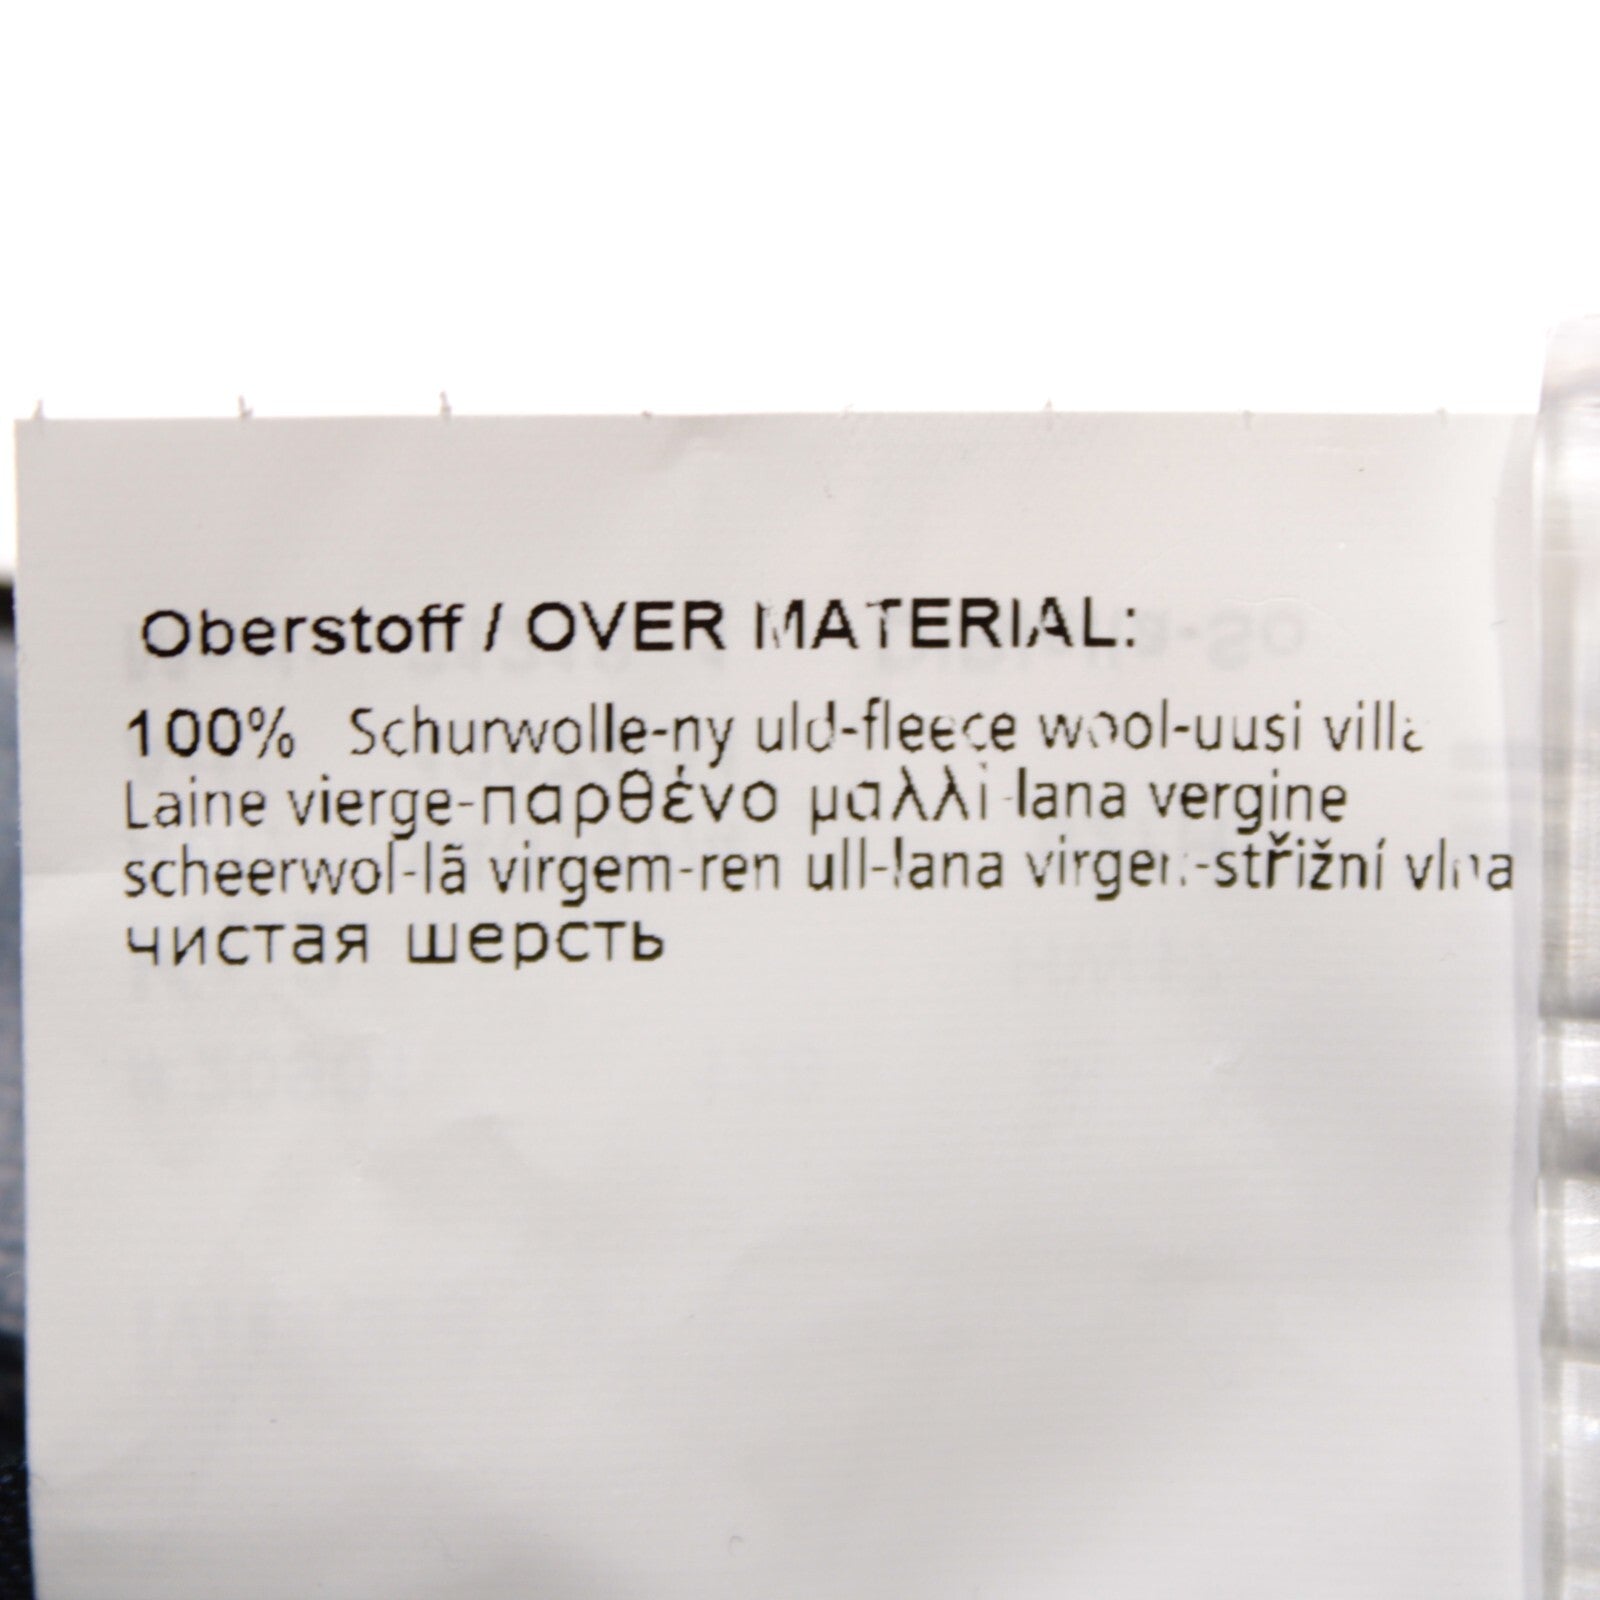 Oberstoff / OVER MATERIAL:
100% Schurwolle-ny uld-fleece wool-uusi villa
Laine vierge-παρθένο μαλλί-lana vergine
scheerwol-lã virgem-ren ull-lana virgen-střižní vlna
чистая шерсть